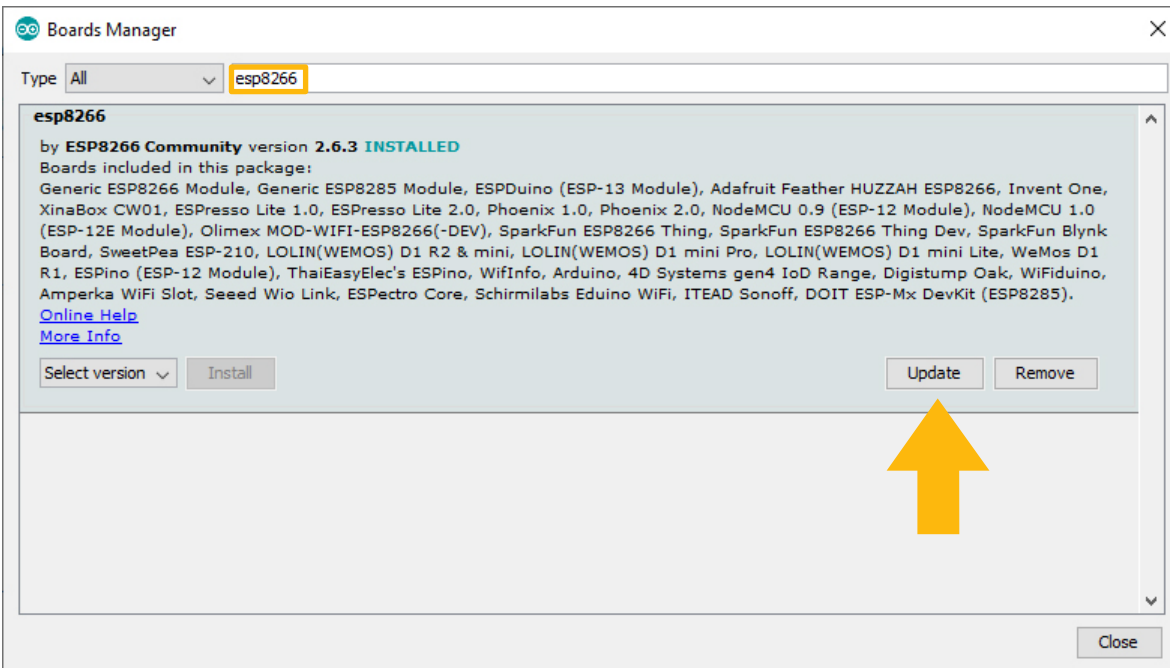 Boards Manager
Type All esp8266
esp8266
by ESP8266 Community version 2.6.3 INSTALLED
Boards included in this package:
Generic ESP8266 Module, Generic ESP8285 Module, ESPDuino (ESP-13 Module), Adafruit Feather HUZZAH ESP8266, Invent One,
XinaBox CW01, ESPresso Lite 1.0, ESPresso Lite 2.0, Phoenix 1.0, Phoenix 2.0, NodeMCU 0.9 (ESP-12 Module), NodeMCU 1.0
(ESP-12E Module), Olimex MOD-WIFI-ESP8266(-DEV), SparkFun ESP8266 Thing, SparkFun ESP8266 Thing Dev, SparkFun Blynk
Board, SweetPea ESP-210, LOLIN(WEMOS) D1 R2 & mini, LOLIN(WEMOS) D1 mini Pro, LOLIN(WEMOS) D1 mini Lite, WeMos D1
R1, ESPino (ESP-12 Module), ThaiEasyElec's ESPino, WifInfo, Arduino, 4D Systems gen4 IoD Range, Digistump Oak, WiFiduino,
Amperka WiFi Slot, Seeed Wio Link, ESPectro Core, Schirmilabs Eduino WiFi, ITEAD Sonoff, DOIT ESP-Mx DevKit (ESP8285).
Online Help
More Info
Select version Install Update Remove
Close